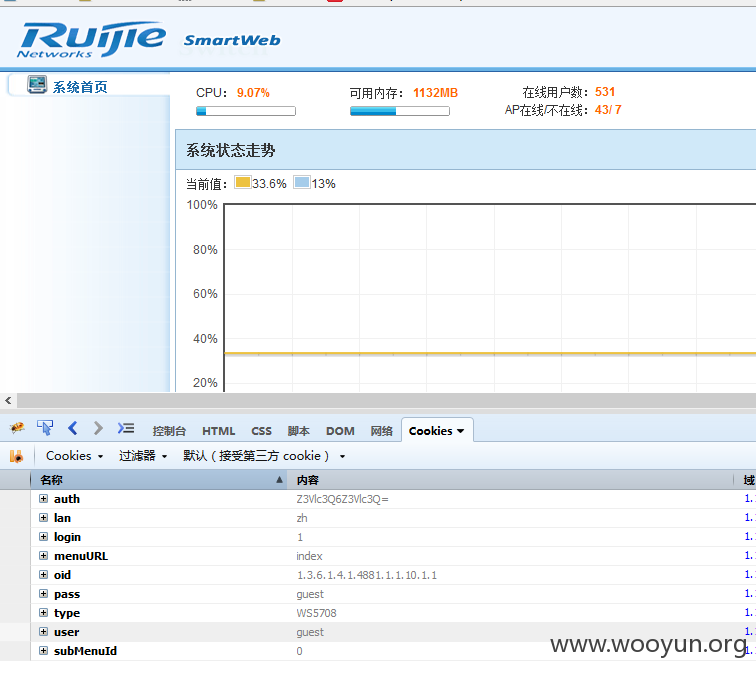 Ruijie
Networks
SmartWeb
系统首页
CPU: 9.07%
可用内存: 1132MB
在线用户数: 531
AP在线/不在线: 43/ 7
系统状态走势
当前值: 33.6% 13%
100%
80%
60%
40%
20%
控制台 HTML CSS 脚本 DOM 网络 Cookies
Cookies 过滤器 默认（接受第三方 cookie）
名称 内容 域
auth Z3Vlc3Q6Z3Vlc3Q= 1.
lan zh 1.
login 1 1.
menuURL index 1.
oid 1.3.6.1.4.1.4881.1.1.10.1.1 1.
pass guest 1.
type WS5708 1.
user guest 1.
subMenuId 0 1.
www.wooyun.org